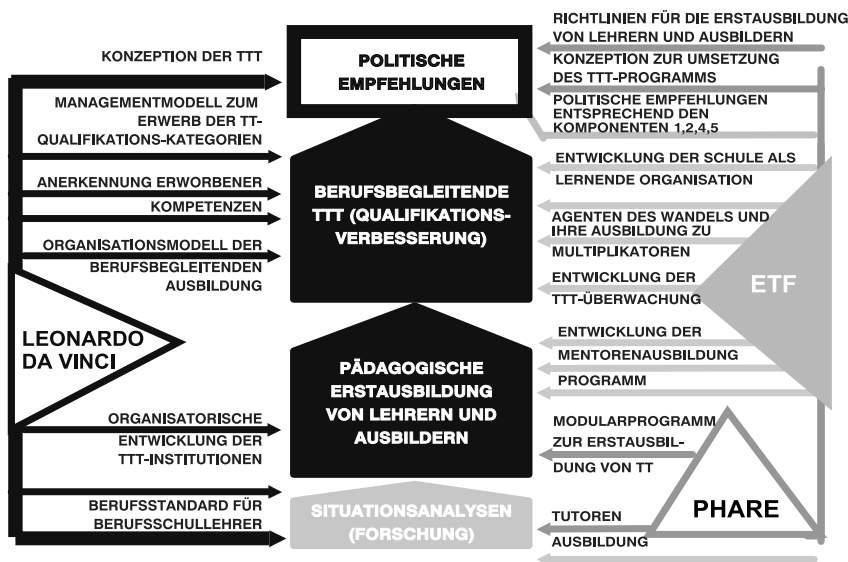 KONZEPTION DER TTT
MANAGEMENTMODELL ZUM
ERWERB DER TT-
QUALIFIKATIONS-KATEGORIEN
ANERKENNUNG ERWORBENER
KOMPETENZEN
ORGANISATIONSMODELL DER
BERUFSBEGLEITENDEN
AUSBILDUNG
LEONARDO
DA VINCI
ORGANISATORISCHE
ENTWICKLUNG DER
TTT-INSTITUTIONEN
BERUFSSTANDARD FÜR
BERUFSSCHULLEHRER
POLITISCHE
EMPFEHLUNGEN
BERUFSBEGLEITENDE
TTT (QUALIFIKATIONS-
VERBESSERUNG)
PÄDAGOGISCHE
ERSTAUSBILDUNG
VON LEHRERN UND
AUSBILDERN
SITUATIONSANALYSEN
(FORSCHUNG)
RICHTLINIEN FÜR DIE ERSTAUSBILDUNG
VON LEHRERN UND AUSBILDERN
KONZEPTION ZUR UMSETZUNG
DES TTT-PROGRAMMS
POLITISCHE EMPFEHLUNGEN
ENTSPRECHEND DEN
KOMPONENTEN 1,2,4,5
ENTWICKLUNG DER SCHULE ALS
LERNENDE ORGANISATION
AGENTEN DES WANDELS UND
IHRE AUSBILDUNG ZU
MULTIPLIKATOREN
ENTWICKLUNG DER
TTT-ÜBERWACHUNG
ETF
ENTWICKLUNG DER
MENTORENAUSBILDUNG
PROGRAMM
MODULARPROGRAMM
ZUR ERSTAUSBIL-
DUNG VON TT
PHARE
TUTOREN
AUSBILDUNG